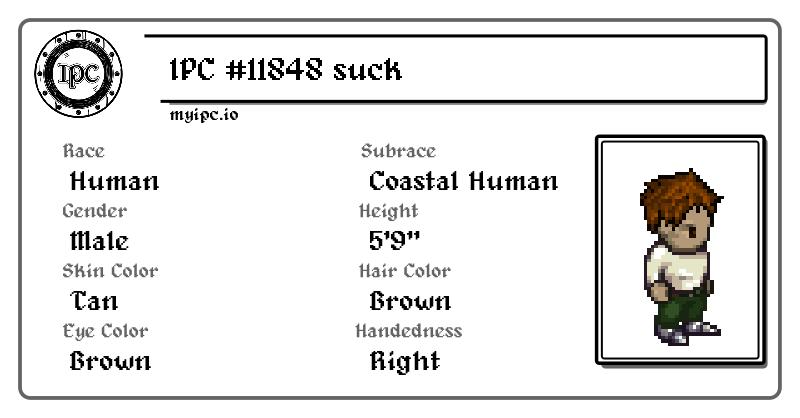 IPC
IPC #11848 suck
myipc.io
Race
Human
Subrace
Coastal Human
Gender
Male
Height
5'9"
Skin Color
Tan
Hair Color
Brown
Eye Color
Brown
Handedness
Right